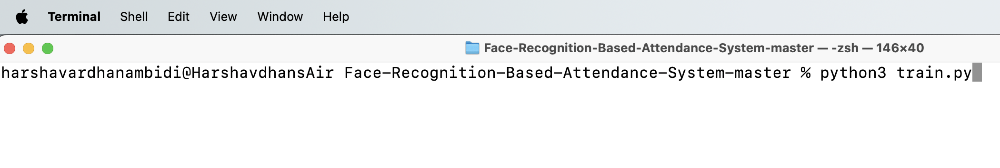 Terminal Shell Edit View Window Help
Face-Recognition-Based-Attendance-System-master — -zsh — 146×40
harshavardhanambidi@HarshavdhansAir Face-Recognition-Based-Attendance-System-master % python3 train.py